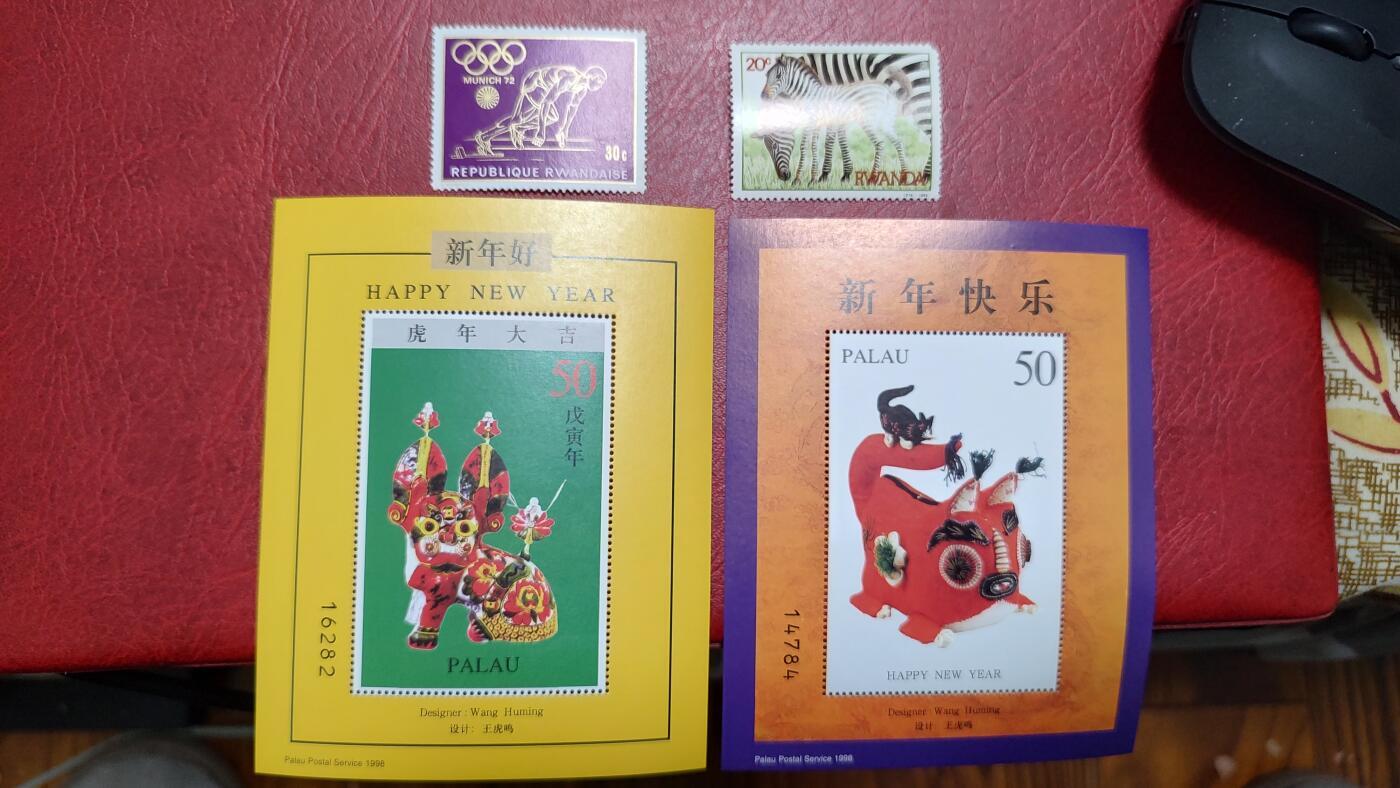 MUNICH 72
30c
REPUBLIQUE RWANDAISE
20c
RWANDA
新年好
HAPPY NEW YEAR
虎年大吉
50
戊寅年
PALAU
16282
Designer: Wang Huming
设计: 王虎鸣
Palau Postal Service 1998
新年快乐
PALAU 50
HAPPY NEW YEAR
14784
Designer: Wang Huming
设计: 王虎鸣
Palau Postal Service 1998